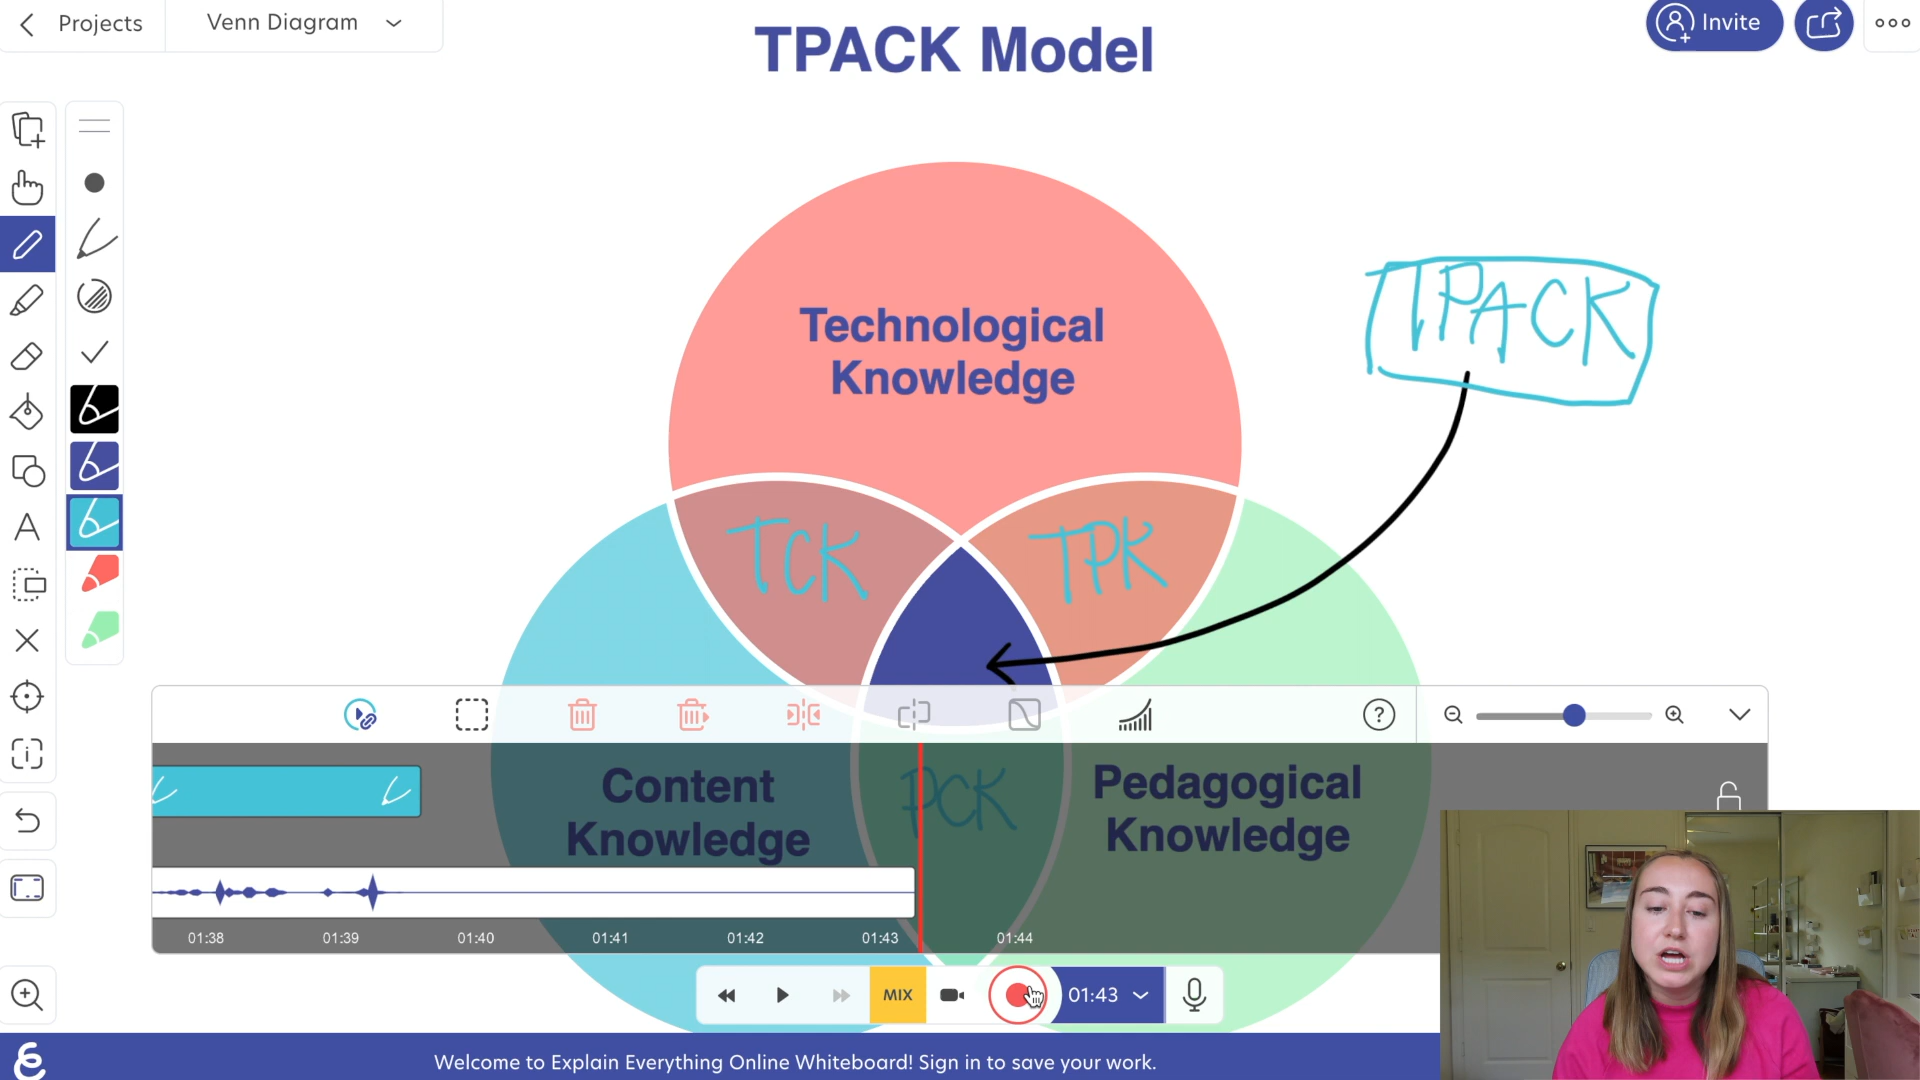 Projects
Venn Diagram
TPACK Model
Invite
Technological
Knowledge
TPACK
TCK
TPK
Content
Knowledge
PCK
Pedagogical
Knowledge
01:38
01:39
01:40
01:41
01:42
01:43
01:44
MIX
01:43
Welcome to Explain Everything Online Whiteboard! Sign in to save your work.